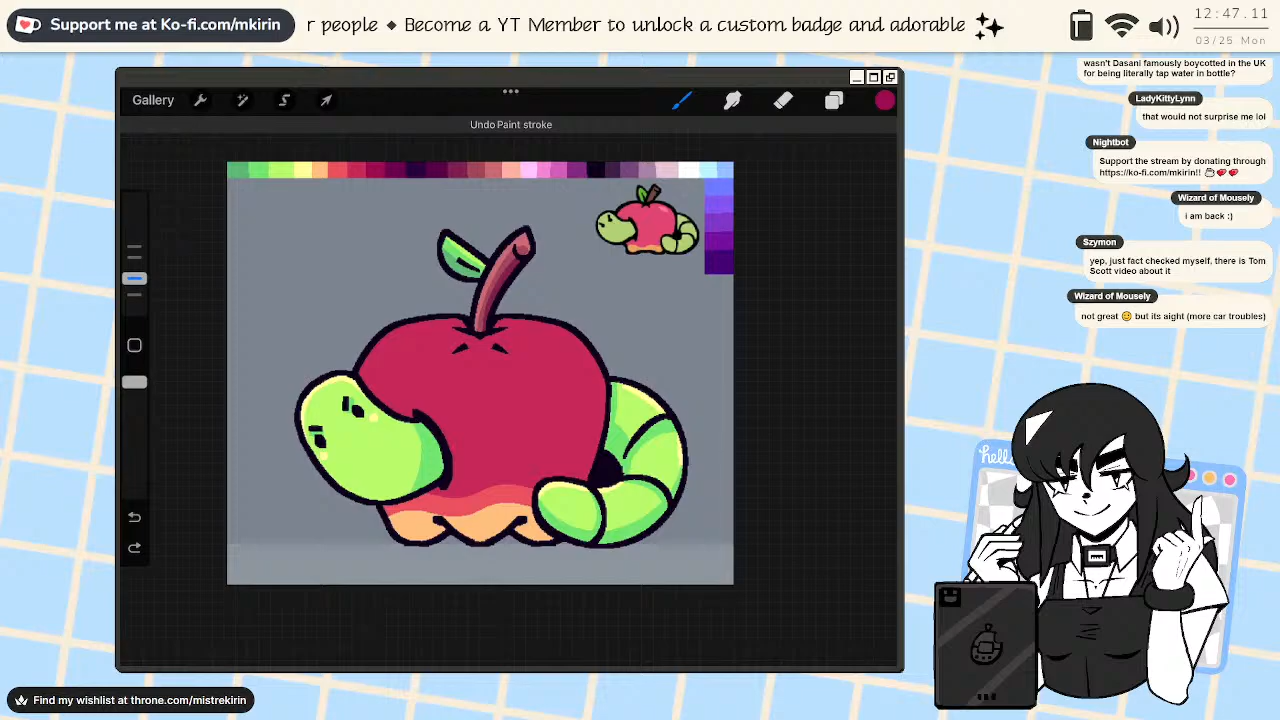 Support me at Ko-fi.com/mkirin
r people ◆ Become a YT Member to unlock a custom badge and adorable
12:47.11
03/25 Mon
Gallery
Undo Paint stroke
wasn't Dasani famously boycotted in the UK
for being literally tap water in bottle?
LadyKittyLynn
that would not surprise me lol
Nightbot
Support the stream by donating through
https://ko-fi.com/mkirin!! ☕❤️❤️
Wizard of Mousely
i am back :)
Szymon
yep, just fact checked myself, there is Tom
Scott video about it
Wizard of Mousely
not great 😊 but its aight (more car troubles)
hello
Find my wishlist at throne.com/mistrekirin